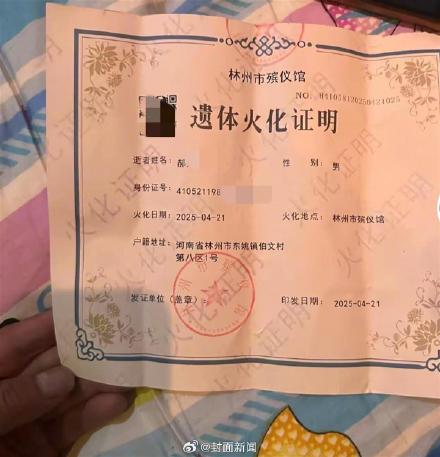 林州市殡仪馆
NO.
遗体火化证明
逝者姓名：郝
性 别：男
身份证号：410521198
火化日期：2025-04-21
火化地点：林州市殡仪馆
户籍地址：河南省林州市东姚镇伯文村
第八区1号
发证单位(盖章)：
印发日期：2025-04-21
@封面新闻